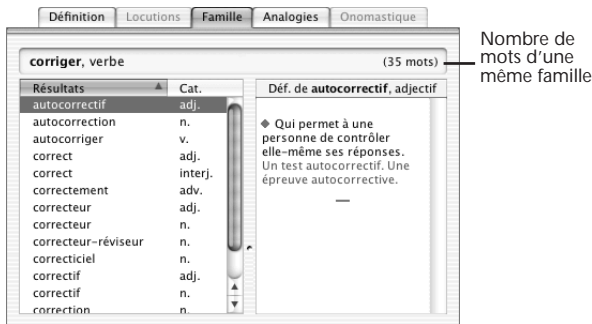 Définition Locutions Famille Analogies Onomastique
corriger, verbe (35 mots)
Nombre de
mots d'une
même famille
Résultats Cat.
autocorrectif adj.
autocorrection n.
autocorriger v.
correct adj.
correct interj.
correctement adv.
correcteur adj.
correcteur n.
correcteur-réviseur n.
correcticiel n.
correctif adj.
correctif n.
correction n.
Déf. de autocorrectif, adjectif
◆ Qui permet à une
personne de contrôler
elle-même ses réponses.
Un test autocorrectif. Une
épreuve autocorrective.
—